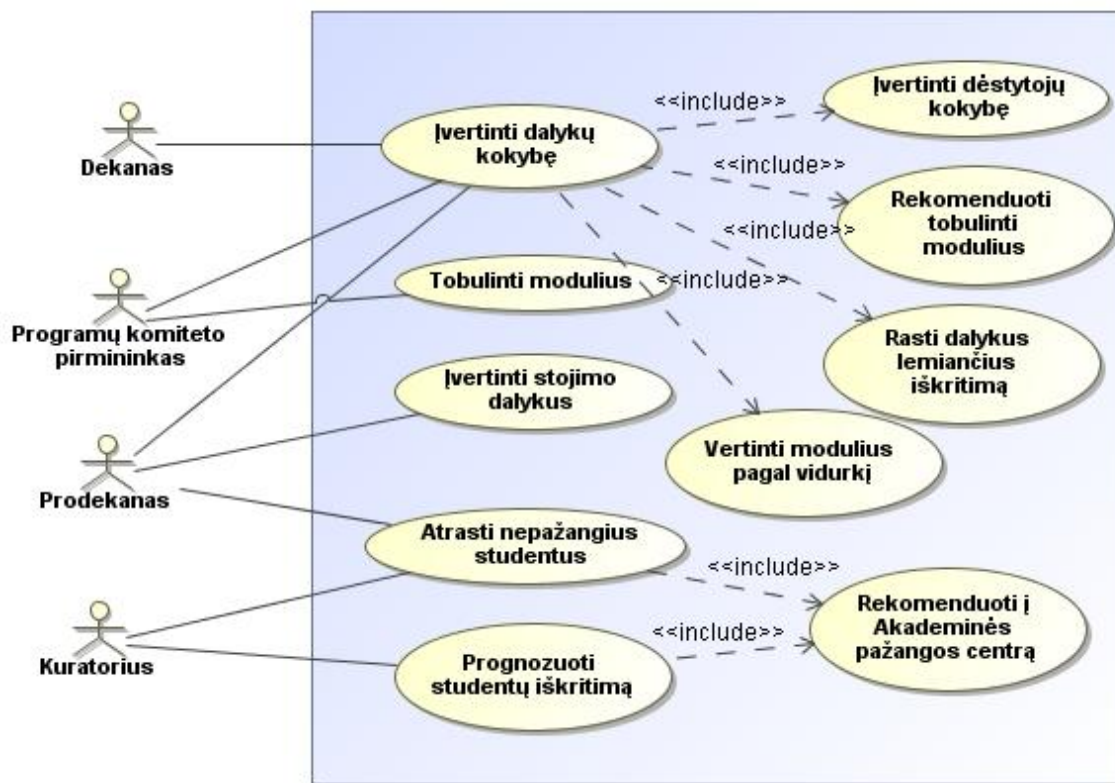 Dekanas
Programų komiteto
pirmininkas
Prodekanas
Kuratorius
Įvertinti dalykų
kokybę
Tobulinti modulius
Įvertinti stojimo
dalykus
Atrasti nepažangius
studentus
Prognozuoti
studentų iškritimą
<<include>>
<<include>>
<<include>>
<<include>>
<<include>>
<<include>>
Įvertinti dėstytojų
kokybę
Rekomenduoti
tobulinti
modulius
Rasti dalykus
lemiančius
iškritimą
Vertinti modulius
pagal vidurkį
Rekomenduoti į
Akademinės
pažangos centrą